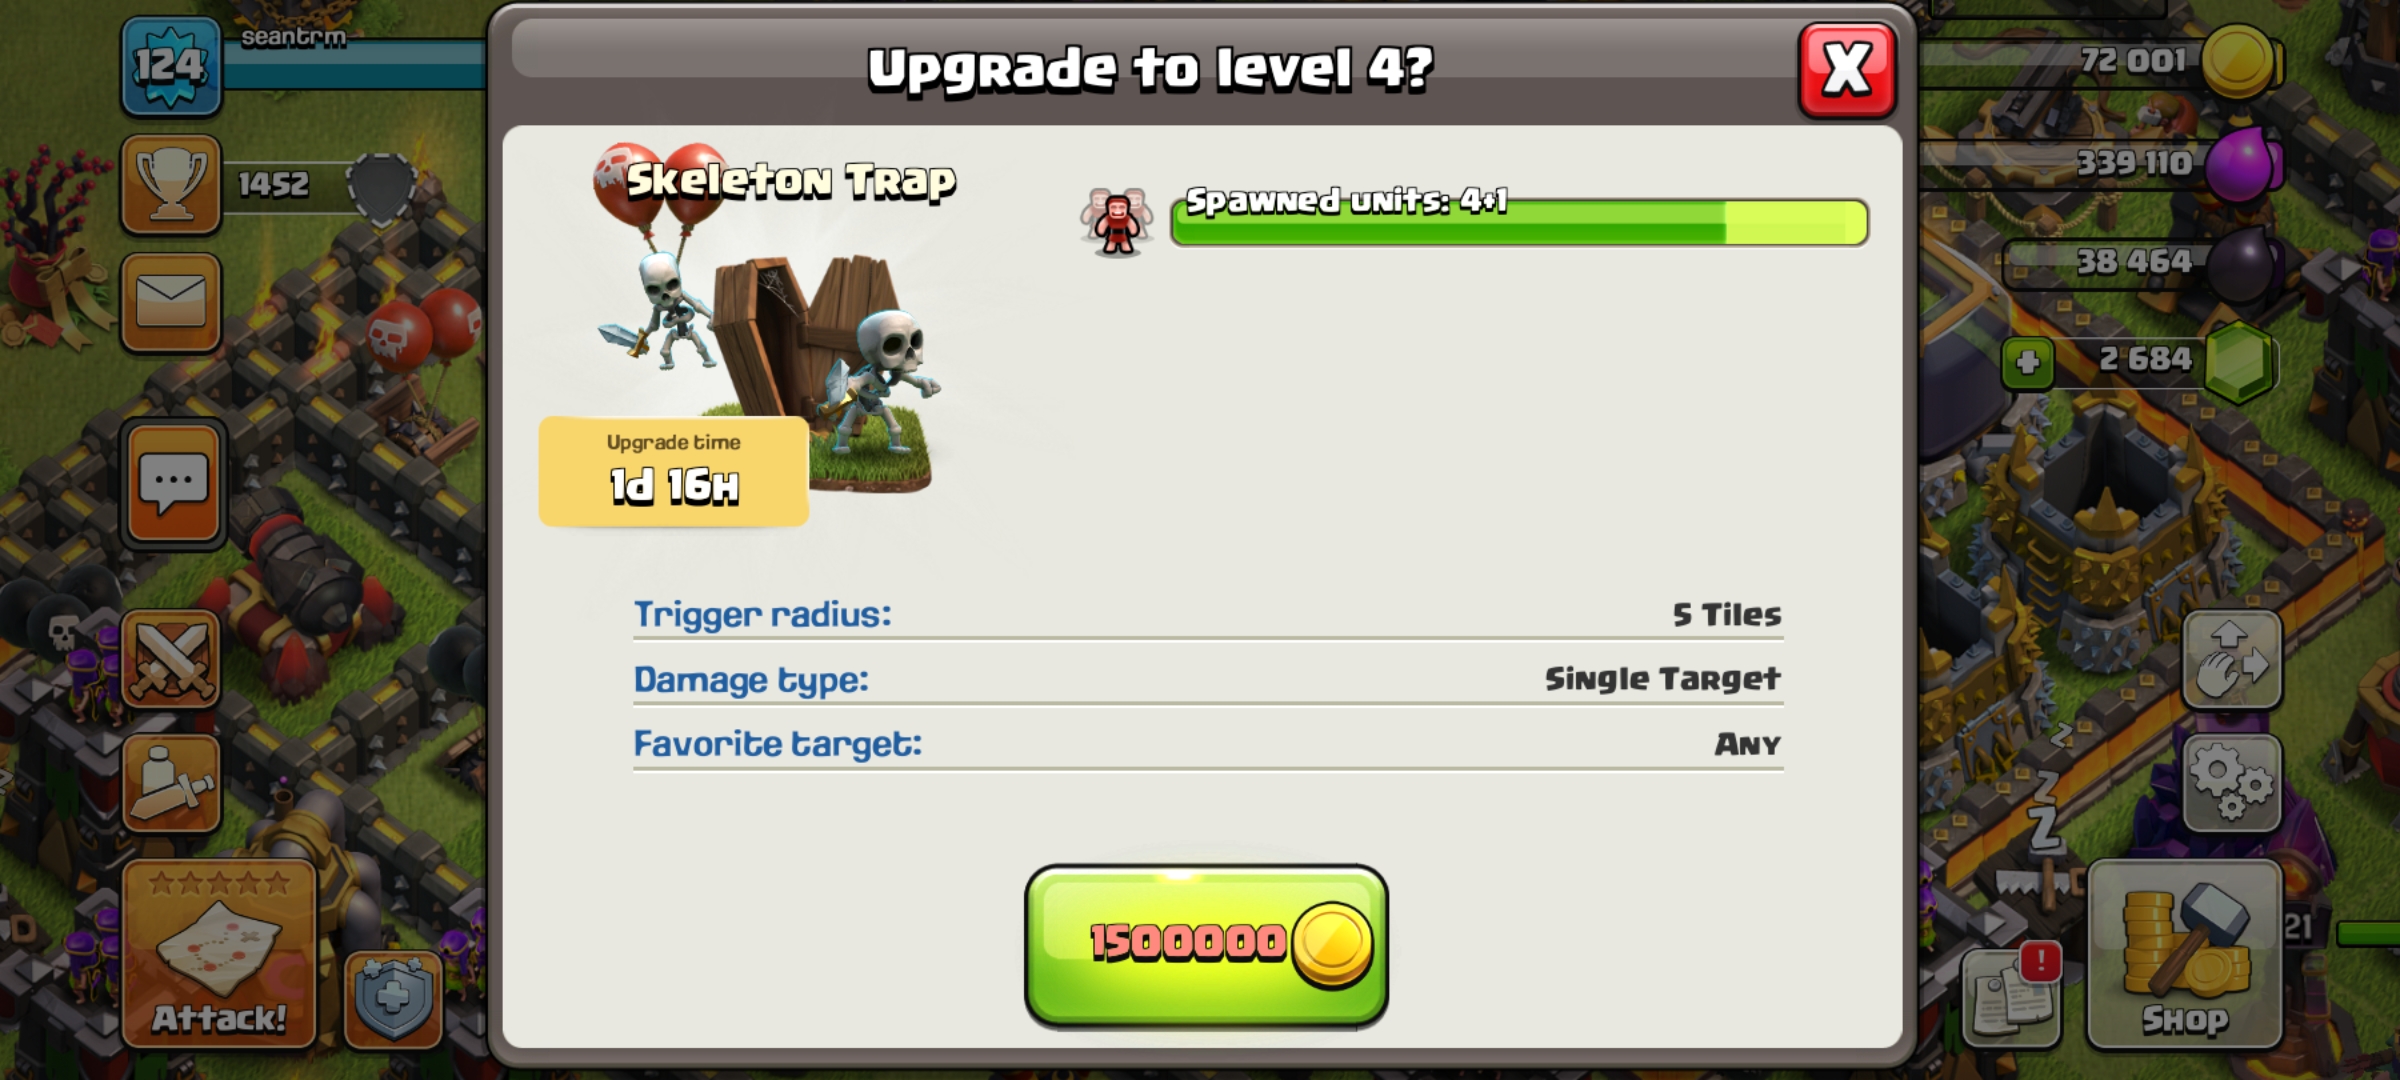 124
seantrm
1452
Attack!
Upgrade to level 4?
X
Skeleton Trap
Spawned units: 4+1
Upgrade time
1d 16H
Trigger radius: 5 Tiles
Damage type: Single Target
Favorite target: Any
1500000
72 001
339 110
38 464
2 684
z
Z
Z
21
!
Shop